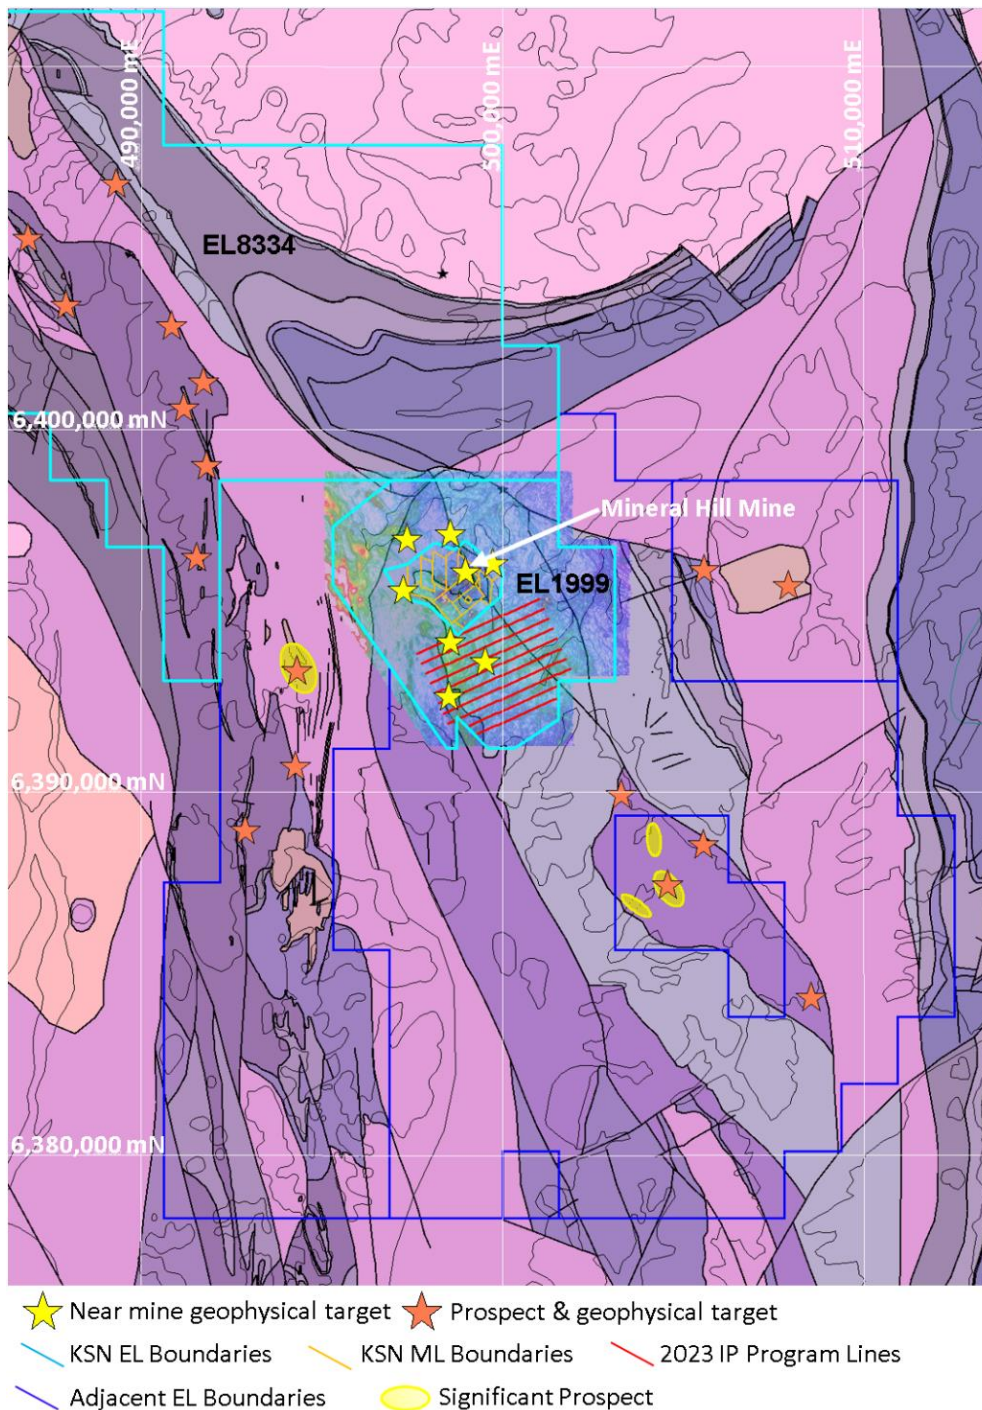 490,000 mE
500,000 mE
510,000 mE
EL8334
6,400,000 mN
Mineral Hill Mine
EL1999
6,390,000 mN
6,380,000 mN
Near mine geophysical target
Prospect & geophysical target
KSN EL Boundaries
KSN ML Boundaries
2023 IP Program Lines
Adjacent EL Boundaries
Significant Prospect